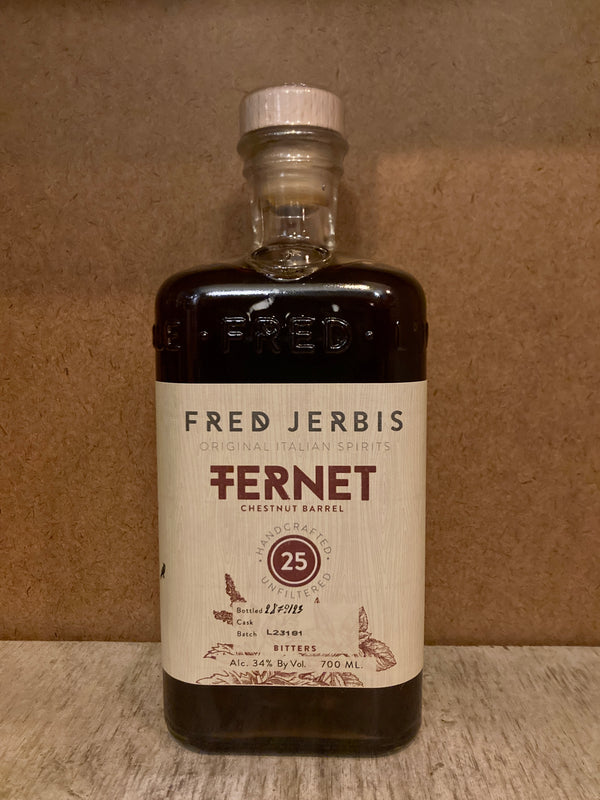 FRED
FRED JERBIS
ORIGINAL ITALIAN SPIRITS
FERNET
CHESTNUT BARREL
HANDCRAFTED
25
UNFILTERED
Bottled
Cask
Batch L23181
BITTERS
Alc. 34% By Vol. 700 ML.